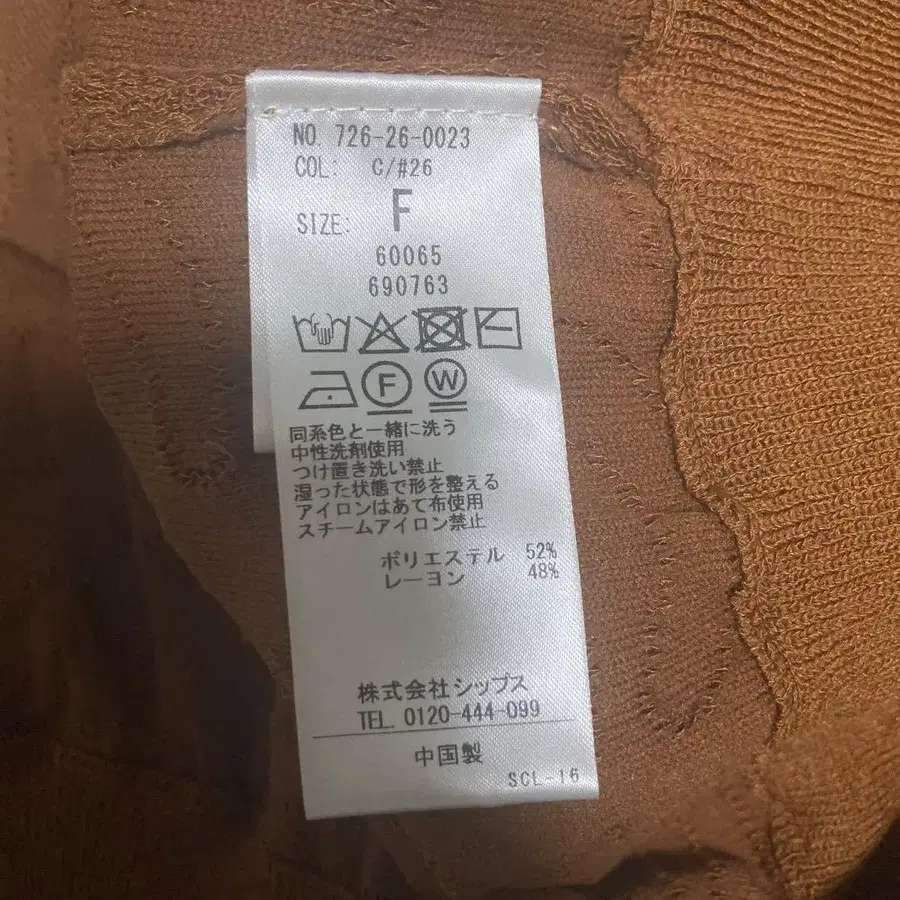 NO. 726-26-0023
COL: C/#26
SIZE: F
60065
690763
F W
同系色と一緒に洗う
中性洗剤使用
つけ置き洗い禁止
湿った状態で形を整える
アイロンはあて布使用
スチームアイロン禁止
ポリエステル 52%
レーヨン 48%
株式会社シップス
TEL. 0120-444-099
中国製
SCL-16